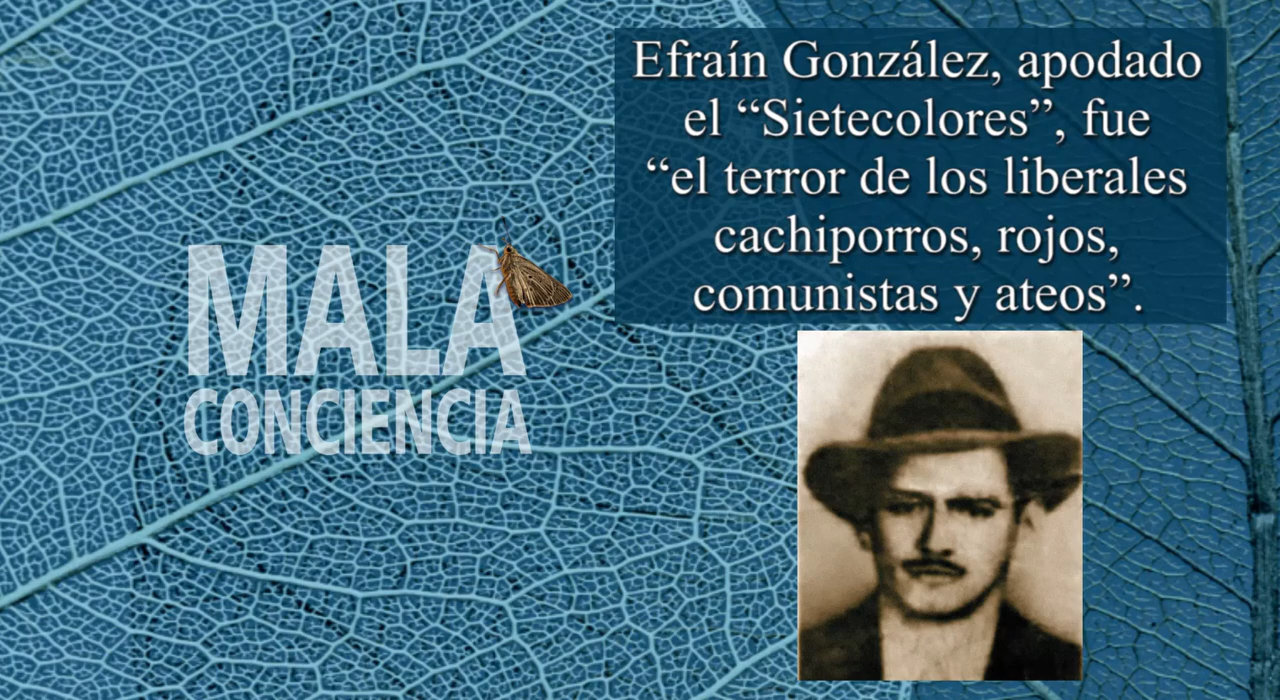 MALA
CONCIENCIA
Efraín González, apodado
el “Sietecolores”, fue
“el terror de los liberales
cachiporros, rojos,
comunistas y ateos”.